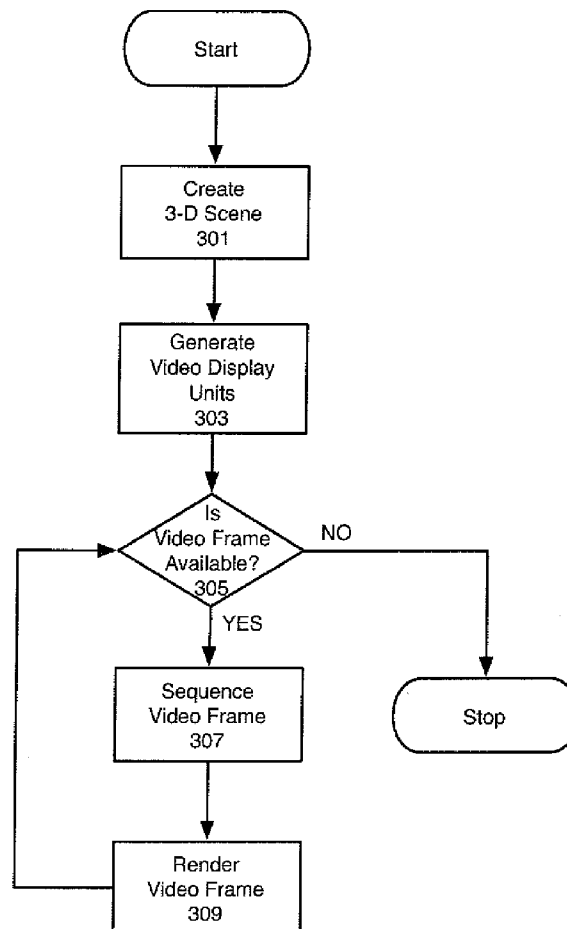 Start
Create
3-D Scene
301
Generate
Video Display
Units
303
Is
Video Frame
Available?
305
NO
YES
Sequence
Video Frame
307
Stop
Render
Video Frame
309